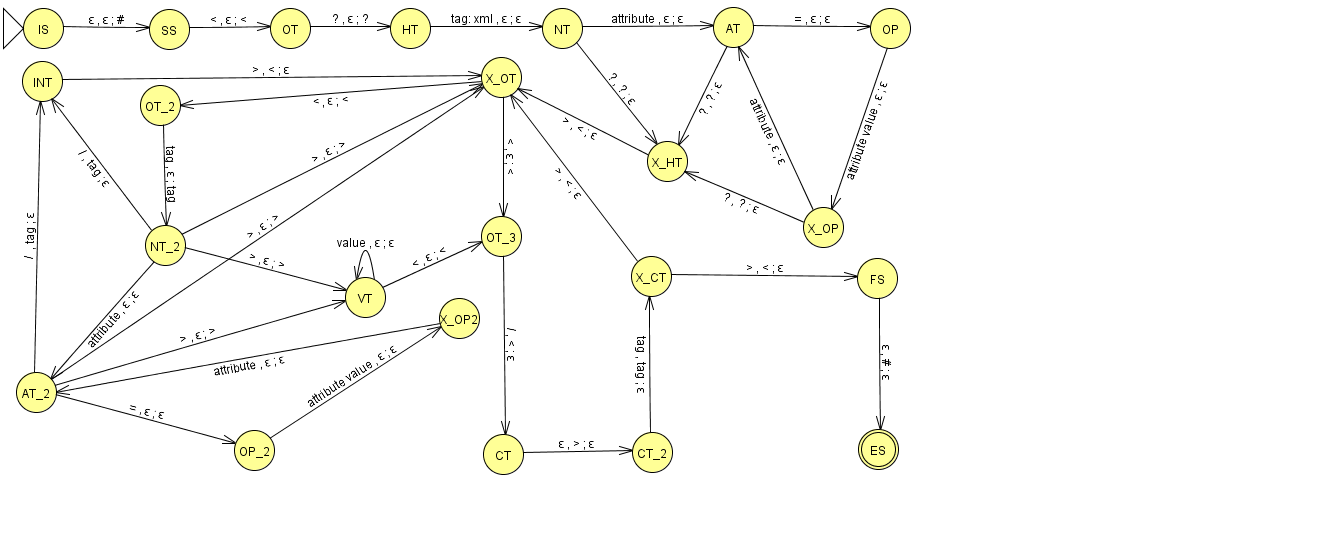 IS
ε , ε ; #
SS
< , ε ; <
OT
? , ε ; ?
HT
tag: xml , ε ; ε
NT
attribute , ε ; ε
AT
= , ε ; ε
OP
INT
> , < ; ε
X_OT
OT_2
< , ε ; <
? , ? ; ε
? , ? ; ε
attribute , ε ; ε
attribute value , ε ; ε
> , < ; ε
X_HT
/ , tag ; ε
tag , ε ; tag
> , ε ; >
< , ε ; <
> , < ; ε
? , ? ; ε
X_OP
/ , tag ; ε
NT_2
> , ε ; >
> , ε ; >
value , ε ; ε
< , ε ; <
OT_3
VT
X_CT
> , < ; ε
FS
attribute , ε ; ε
> , ε ; >
X_OP2
attribute , ε ; ε
/ , < ; ε
tag , tag ; ε
ε , # ; ε
AT_2
= , ε ; ε
attribute value , ε ; ε
OP_2
CT
ε , > ; ε
CT_2
ES